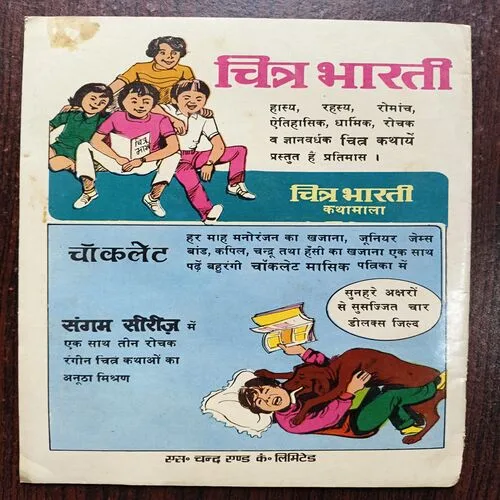 चित्र भारती
हास्य, रहस्य, रोमांच,
ऐतिहासिक, धार्मिक, रोचक
व ज्ञानवर्धक चित्र कथायें
प्रस्तुत हैं प्रतिमास ।
चित्र
चित्र भारती
कथामाला
चॉकलेट
हर माह मनोरंजन का खजाना, जूनियर जेम्स
बांड, कपिल, चन्दू तथा हँसी का खजाना एक साथ
पढ़ें बहुरंगी चॉकलेट मासिक पत्रिका में
सुनहरे अक्षरों
से सुसज्जित चार
डीलक्स जिल्द
संगम सीरीज़ में
एक साथ तीन रोचक
रंगीन चित्र कथाओं का
अनूठा मिश्रण
एस॰ चन्द एण्ड कं॰ लिमिटेड